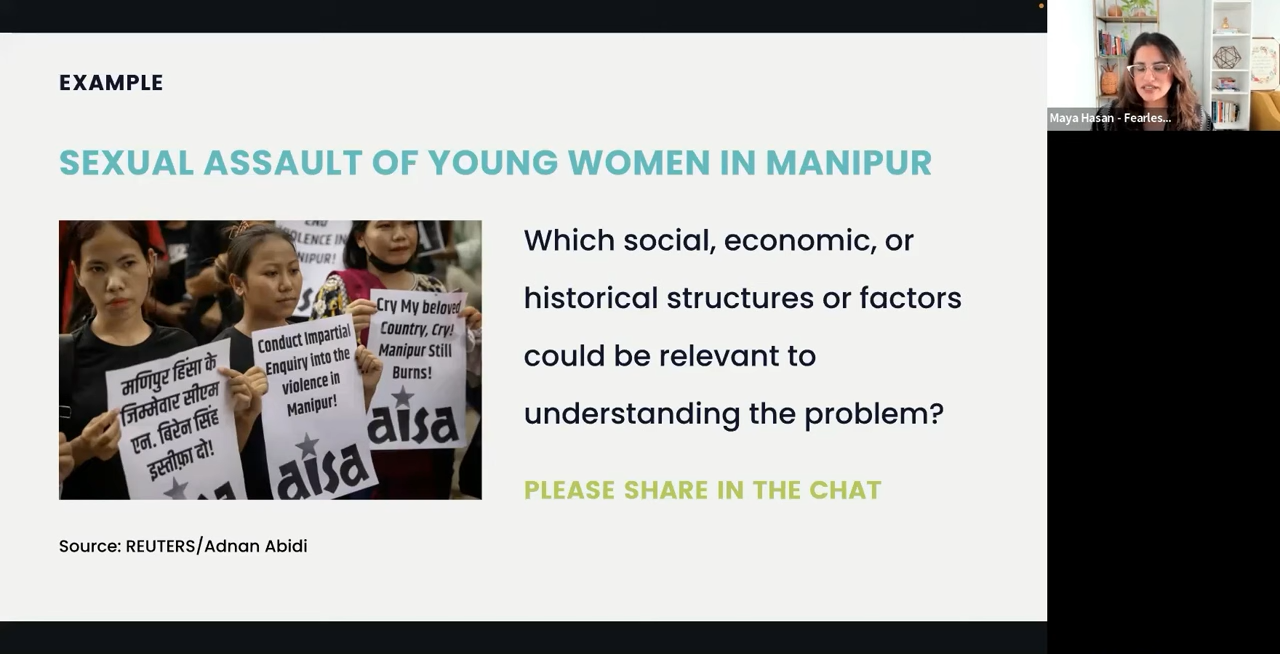 EXAMPLE
SEXUAL ASSAULT OF YOUNG WOMEN IN MANIPUR
Which social, economic, or
historical structures or factors
could be relevant to
understanding the problem?
PLEASE SHARE IN THE CHAT
END
VIOLENCE IN
MANIPUR!
मणिपुर हिंसा के
जिम्मेवार सीएम
एन. बिरेन सिंह
इस्तीफ़ा दो!
Conduct Impartial
Enquiry into the
violence in
Manipur!
aisa
Cry My beloved
Country, Cry!
Manipur Still
Burns!
aisa
Source: REUTERS/Adnan Abidi
Maya Hasan - Fearles...